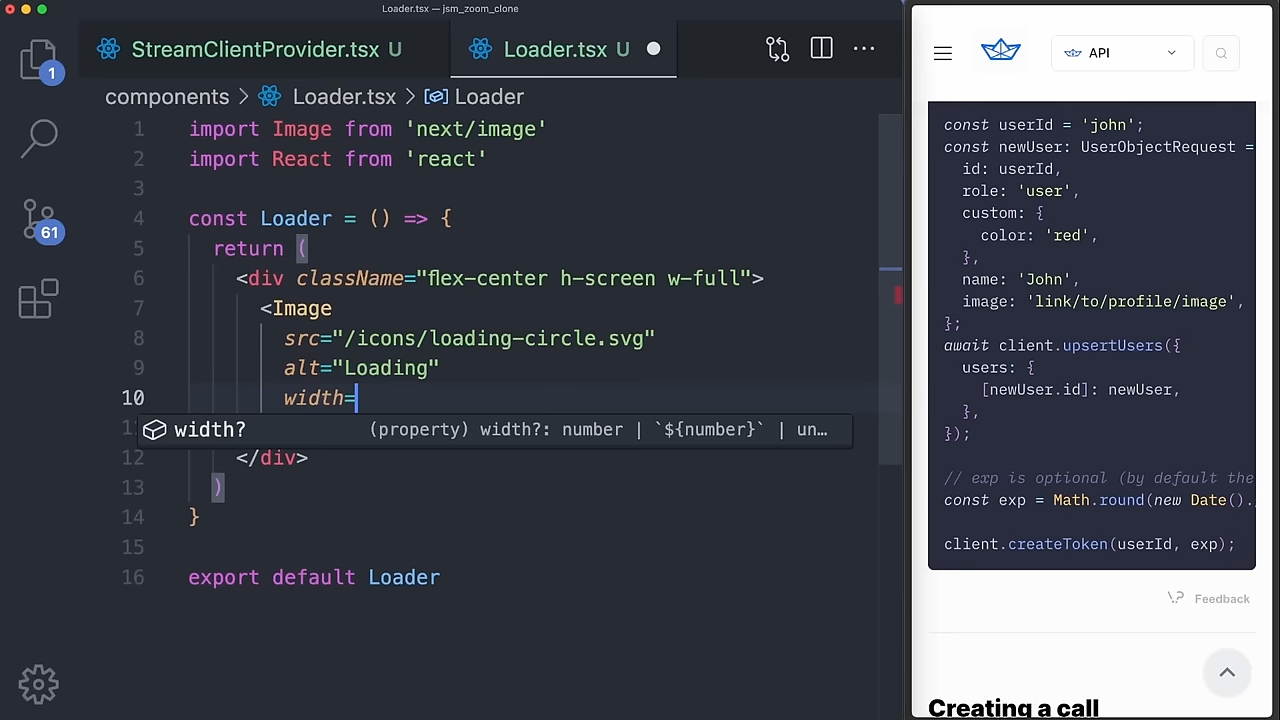 Loader.tsx — jsm_zoom_clone
StreamClientProvider.tsx U
Loader.tsx U
components > Loader.tsx > Loader
1 import Image from 'next/image'
2 import React from 'react'
3
4 const Loader = () => {
5 return (
6 <div className="flex-center h-screen w-full">
7 <Image
8 src="/icons/loading-circle.svg"
9 alt="Loading"
10 width=
width? (property) width?: number | `${number}` | un…
12 </div>
13 )
14 }
15
16 export default Loader
1
61
API
const userId = 'john';
const newUser: UserObjectRequest =
id: userId,
role: 'user',
custom: {
color: 'red',
},
name: 'John',
image: 'link/to/profile/image',
};
await client.upsertUsers({
users: {
[newUser.id]: newUser,
},
});
// exp is optional (by default the
const exp = Math.round(new Date().
client.createToken(userId, exp);
Feedback
Creating a call